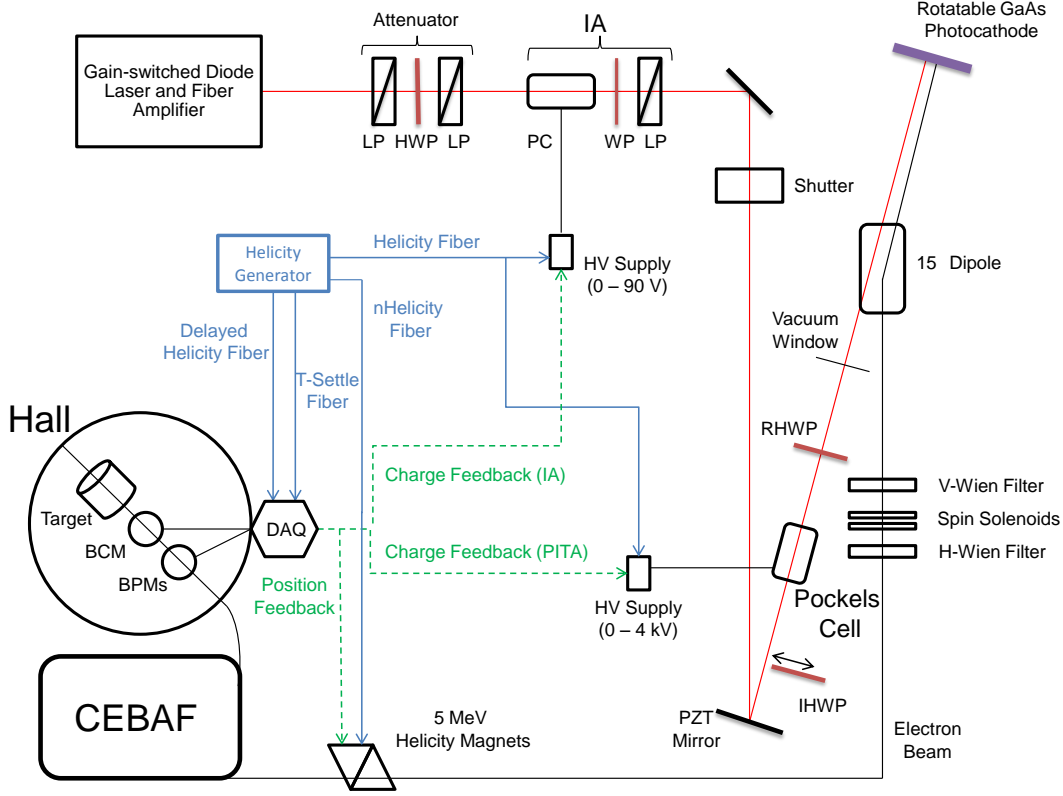 Rotatable GaAs
Photocathode
Attenuator
IA
Gain-switched Diode
Laser and Fiber
Amplifier
LP
HWP
LP
PC
WP
LP
Shutter
Helicity
Generator
Helicity Fiber
HV Supply
(0 – 90 V)
15 Dipole
nHelicity
Fiber
Delayed
Helicity Fiber
Vacuum
Window
T-Settle
Fiber
Hall
RHWP
Charge Feedback (IA)
V-Wien Filter
Target
DAQ
Spin Solenoids
BCM
Charge Feedback (PITA)
H-Wien Filter
BPMs
Position
Feedback
HV Supply
(0 – 4 kV)
Pockels
Cell
CEBAF
5 MeV
Helicity Magnets
PZT
Mirror
IHWP
Electron
Beam